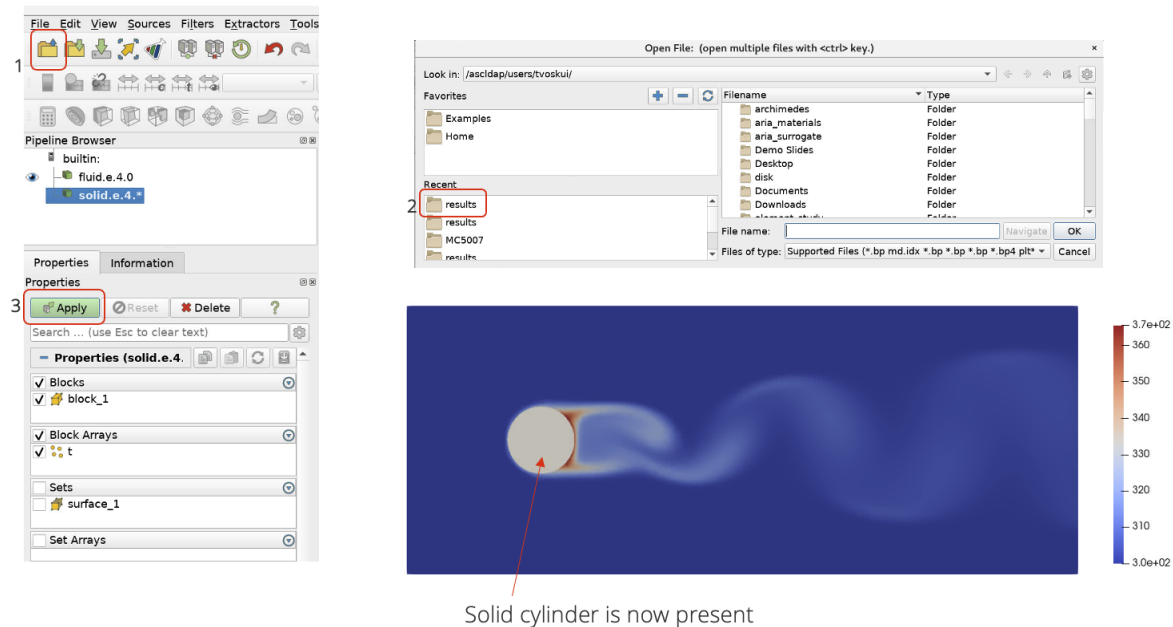 File Edit View Sources Filters Extractors Tools
1
Pipeline Browser
builtin:
fluid.e.4.0
solid.e.4.*
Properties Information
Properties
3
Apply Reset Delete ?
Search ... (use Esc to clear text)
Properties (solid.e.4.
Blocks
block_1
Block Arrays
t
Sets
surface_1
Set Arrays
Open File: (open multiple files with <ctrl> key.)
Look in: /ascldap/users/tvoskui/
Favorites
Examples
Home
Recent
2
results
results
MC5007
results
Filename Type
archimedes Folder
aria_materials Folder
aria_surrogate Folder
Demo Slides Folder
Desktop Folder
disk Folder
Documents Folder
Downloads Folder
element_study Folder
File name: Navigate OK
Files of type: Supported Files (*.bp md.idx *.bp *.bp *.bp *.bp4 plt* Cancel
3.7e+02
360
350
340
330
320
310
3.0e+02
Solid cylinder is now present